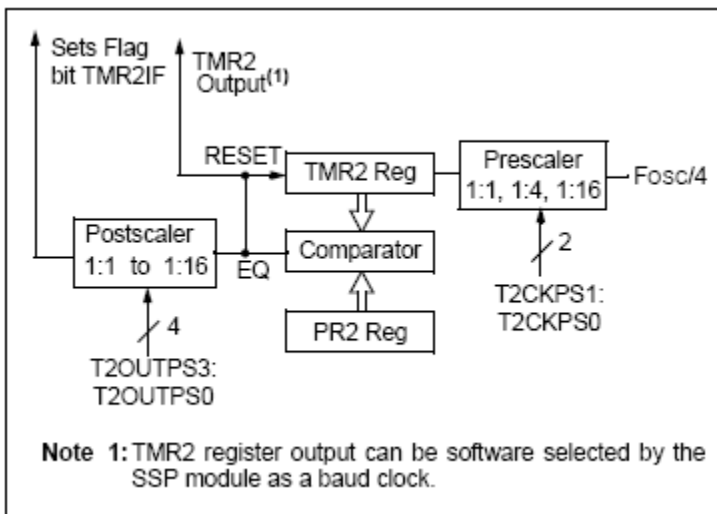 Sets Flag
bit TMR2IF
TMR2
Output(1)
RESET
TMR2 Reg
Prescaler
1:1, 1:4, 1:16
Fosc/4
Postscaler
1:1 to 1:16
EQ
Comparator
2
T2CKPS1:
T2CKPS0
PR2 Reg
4
T2OUTPS3:
T2OUTPS0
Note 1: TMR2 register output can be software selected by the
SSP module as a baud clock.